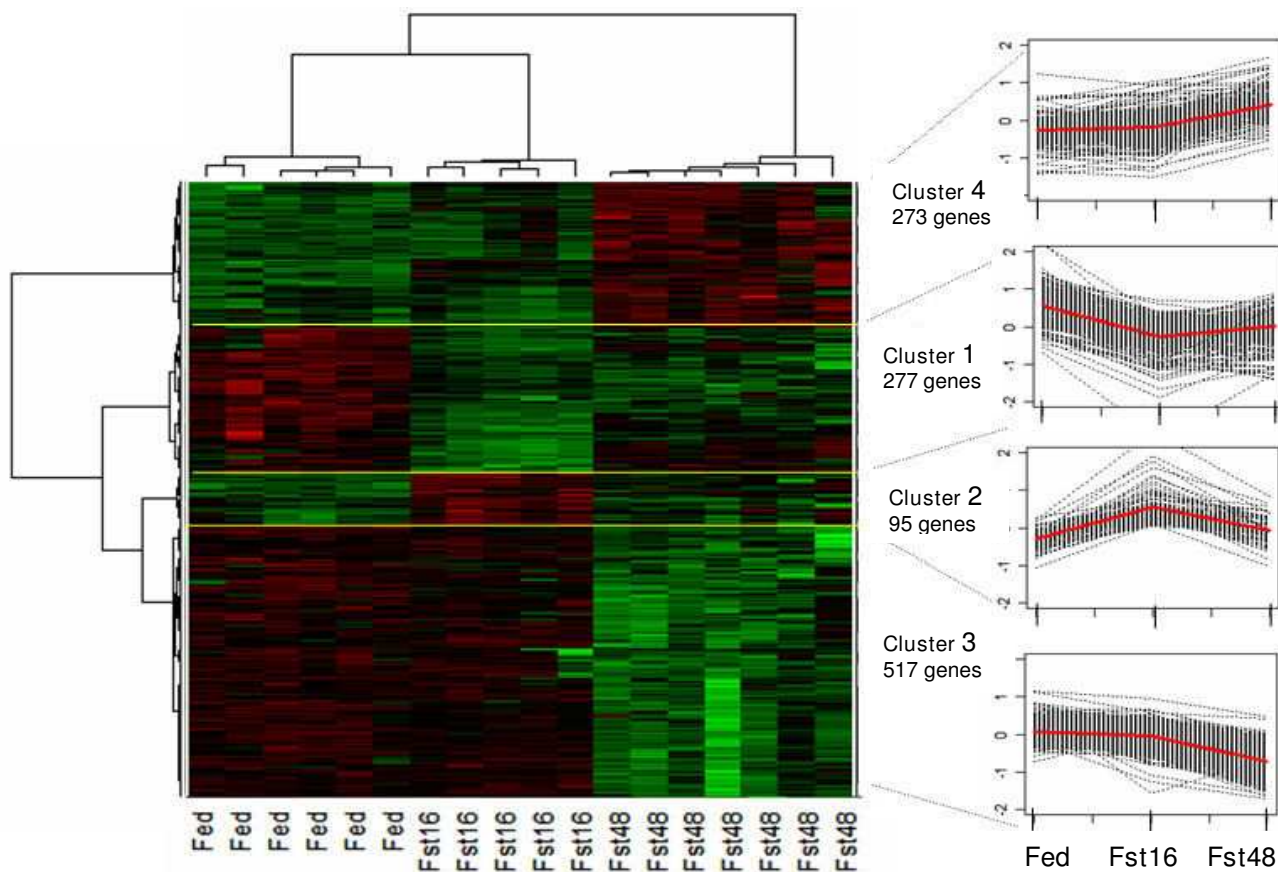 2
1
0
-1
Cluster 4
273 genes
2
1
0
-1
-2
Cluster 1
277 genes
2
1
-1
-2
Cluster 2
95 genes
1
0
-1
-2
Cluster 3
517 genes
Fed Fed Fed Fed Fed Fed Fst16 Fst16 Fst16 Fst16 Fst16 Fst48 Fst48 Fst48 Fst48 Fst48 Fst48 Fst48
Fed Fst16 Fst48